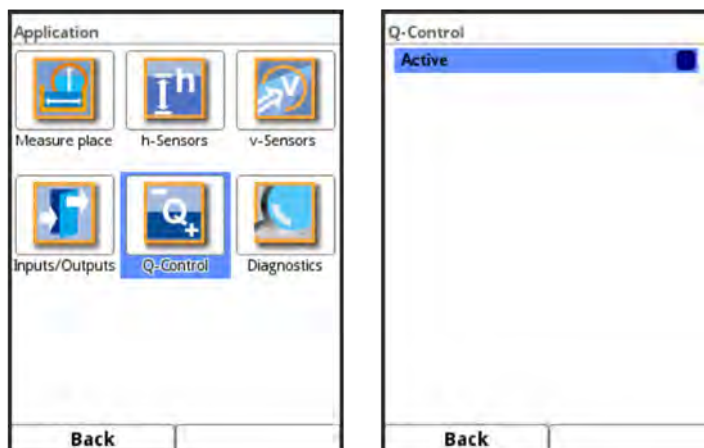 Application
h
v
Measure place h-Sensors v-Sensors
Q
Inputs/Outputs Q-Control Diagnostics
Back
Q-Control
Active
Back